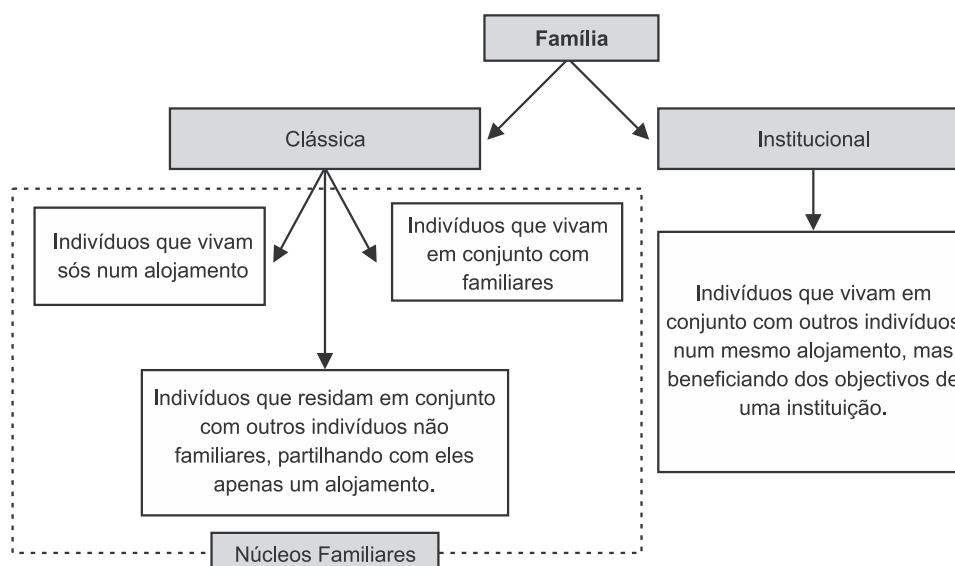 Família
Clássica
Institucional
Indivíduos que vivam
sós num alojamento
Indivíduos que vivam
em conjunto com
familiares
Indivíduos que vivam em
conjunto com outros indivíduos
num mesmo alojamento, mas
beneficiando dos objectivos de
uma instituição.
Indivíduos que residam em conjunto
com outros indivíduos não
familiares, partilhando com eles
apenas um alojamento.
Núcleos Familiares